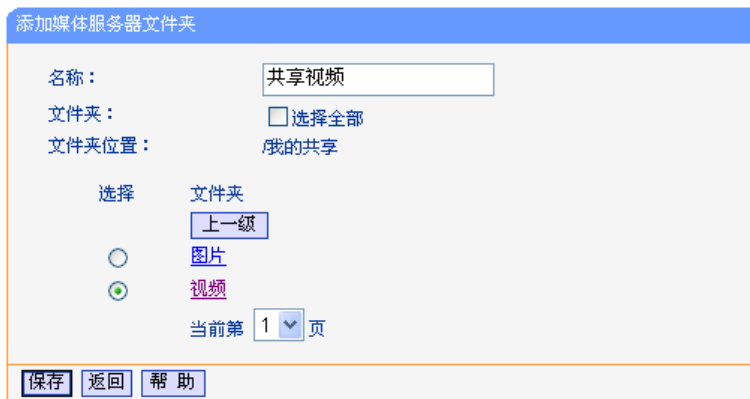 添加媒体服务器文件夹
名称： 共享视频
文件夹： 选择全部
文件夹位置： /我的共享
选择 文件夹
上一级
图片
视频
当前第 1 页
保存 返回 帮 助